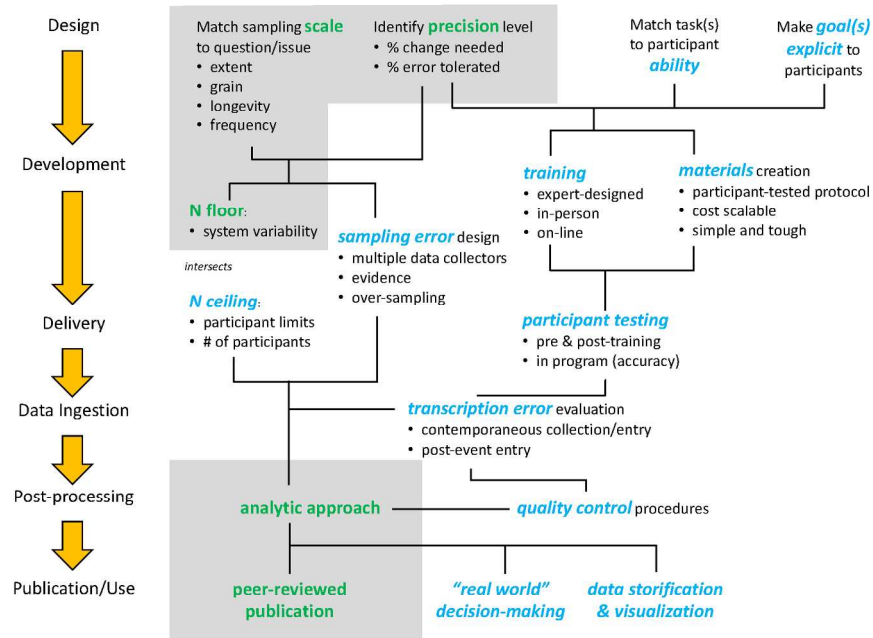 Design
Match sampling scale
to question/issue
• extent
• grain
• longevity
• frequency
Identify precision level
• % change needed
• % error tolerated
Match task(s)
to participant
ability
Make goal(s)
explicit to
participants
Development
training
• expert-designed
• in-person
• on-line
materials creation
• participant-tested protocol
• cost scalable
• simple and tough
N floor:
• system variability
sampling error design
• multiple data collectors
• evidence
• over-sampling
intersects
Delivery
N ceiling:
• participant limits
• # of participants
participant testing
• pre & post-training
• in program (accuracy)
Data Ingestion
transcription error evaluation
• contemporaneous collection/entry
• post-event entry
Post-processing
analytic approach
quality control procedures
Publication/Use
peer-reviewed
publication
“real world”
decision-making
data storification
& visualization